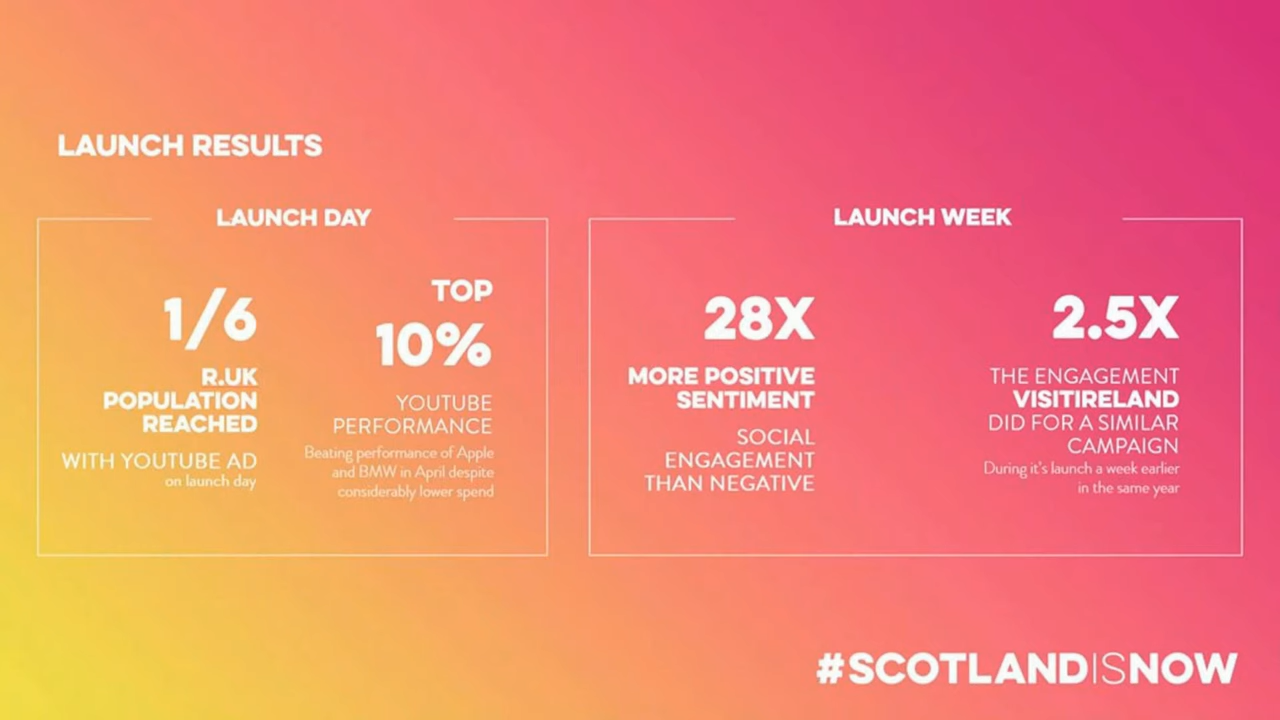 LAUNCH RESULTS
LAUNCH DAY
1/6
R.UK
POPULATION
REACHED
WITH YOUTUBE AD
on launch day
TOP
10%
YOUTUBE
PERFORMANCE
Beating performance of Apple
and BMW in April despite
considerably lower spend
LAUNCH WEEK
28X
MORE POSITIVE
SENTIMENT
SOCIAL
ENGAGEMENT
THAN NEGATIVE
2.5X
THE ENGAGEMENT
VISITIRELAND
DID FOR A SIMILAR
CAMPAIGN
During it's launch a week earlier
in the same year
#SCOTLANDISNOW